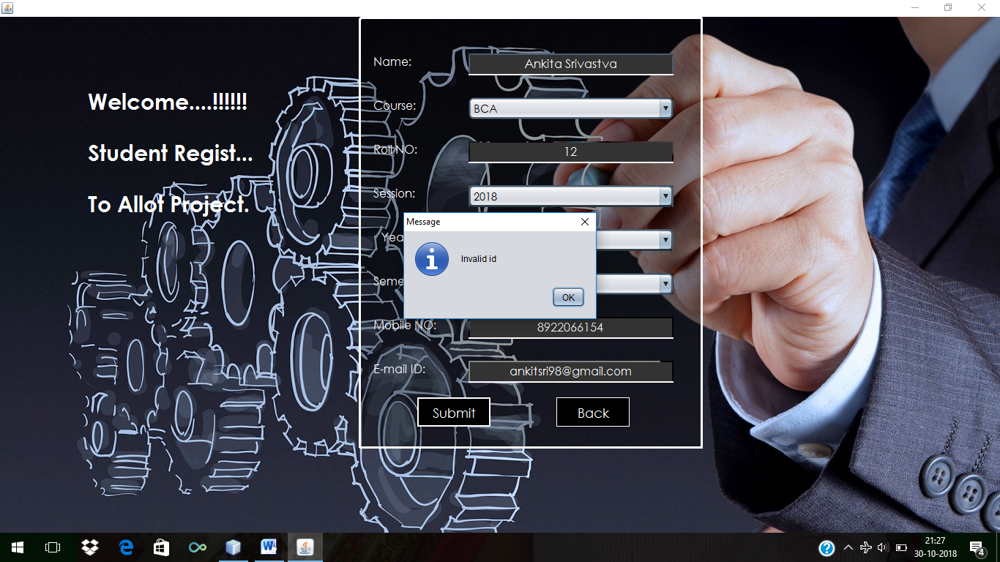 Welcome....!!!!!!
Student Regist...
To Allot Project.
Name: Ankita Srivastva
Course: BCA
Roll NO: 12
Session: 2018
Yea
Seme
Message
Invalid id
OK
Mobile NO: 8922066154
E-mail ID: ankitsri98@gmail.com
Submit Back
21:27
30-10-2018
4